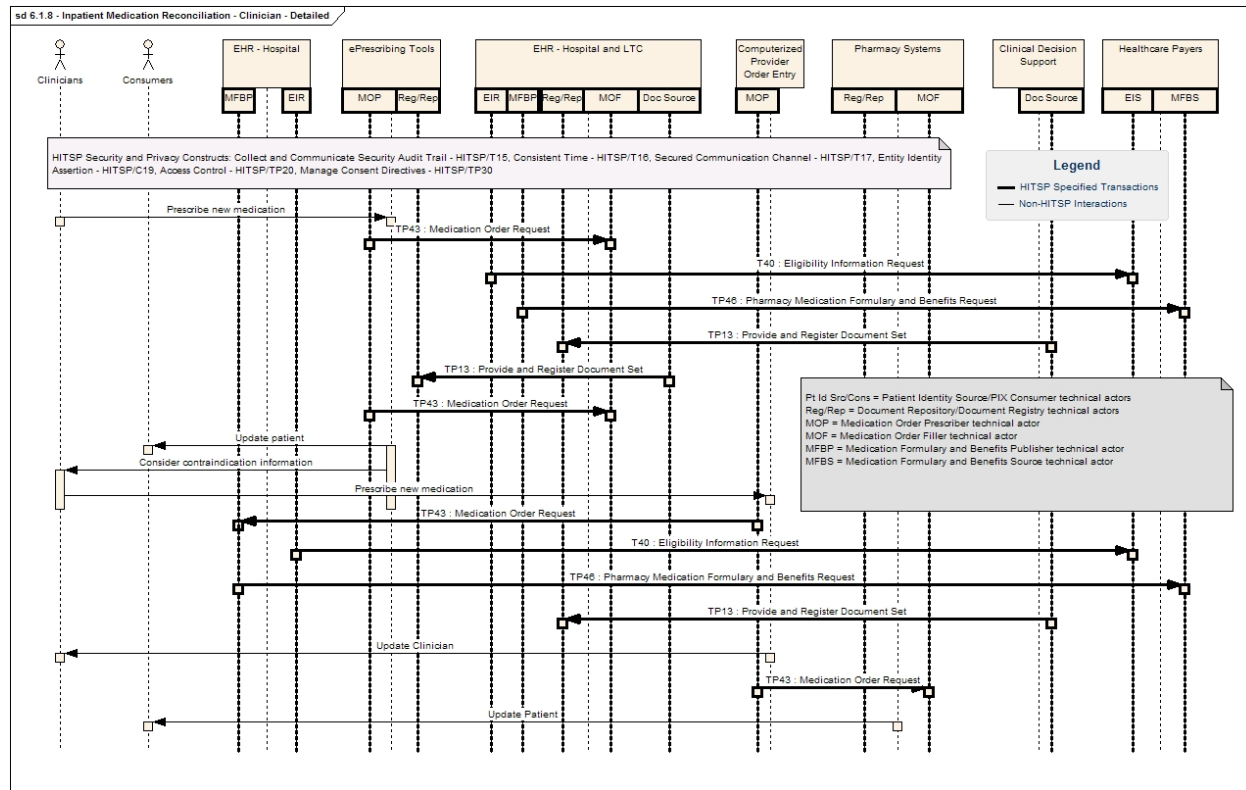 sd 6.1.8 - Inpatient Medication Reconciliation - Clinician - Detailed
Clinicians
Consumers
EHR - Hospital
MFBP
EIR
ePrescribing Tools
MOP
Reg/Rep
EHR - Hospital and LTC
EIR
MFBP
Reg/Rep
MOF
Doc Source
Computerized
Provider
Order Entry
MOP
Pharmacy Systems
Reg/Rep
MOF
Clinical Decision
Support
Doc Source
Healthcare Payers
EIS
MFBS
HITSP Security and Privacy Constructs: Collect and Communicate Security Audit Trail - HITSP/T15, Consistent Time - HITSP/T16, Secured Communication Channel - HITSP/T17, Entity Identity
Assertion - HITSP/C19, Access Control - HITSP/TP20, Manage Consent Directives - HITSP/TP30
Legend
HITSP Specified Transactions
Non-HITSP Interactions
Prescribe new medication
TP43 : Medication Order Request
T40 : Eligibility Information Request
TP46 : Pharmacy Medication Formulary and Benefits Request
TP13 : Provide and Register Document Set
TP13 : Provide and Register Document Set
TP43 : Medication Order Request
Pt Id Src/Cons = Patient Identity Source/PIX Consumer technical actors
Reg/Rep = Document Repository/Document Registry technical actors
MOP = Medication Order Prescriber technical actor
MOF = Medication Order Filler technical actor
MFBP = Medication Formulary and Benefits Publisher technical actor
MFBS = Medication Formulary and Benefits Source technical actor
Update patient
Consider contraindication information
Prescribe new medication
TP43 : Medication Order Request
T40 : Eligibility Information Request
TP46 : Pharmacy Medication Formulary and Benefits Request
TP13 : Provide and Register Document Set
Update Clinician
TP43 : Medication Order Request
Update Patient